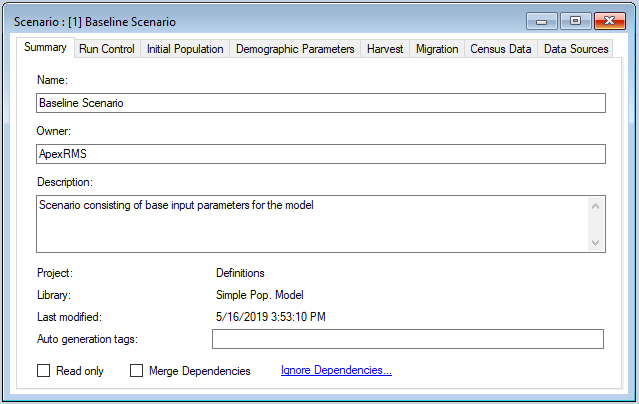 Scenario : [1] Baseline Scenario
Summary Run Control Initial Population Demographic Parameters Harvest Migration Census Data Data Sources
Name:
Baseline Scenario
Owner:
ApexRMS
Description:
Scenario consisting of base input parameters for the model
Project: Definitions
Library: Simple Pop. Model
Last modified: 5/16/2019 3:53:10 PM
Auto generation tags:
Read only Merge Dependencies Ignore Dependencies...